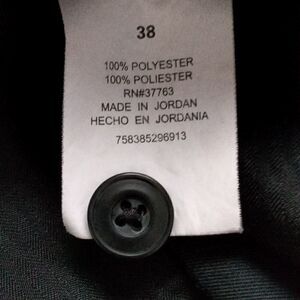 38
100% POLYESTER
100% POLIESTER
RN#37763
MADE IN JORDAN
HECHO EN JORDANIA
758385296913